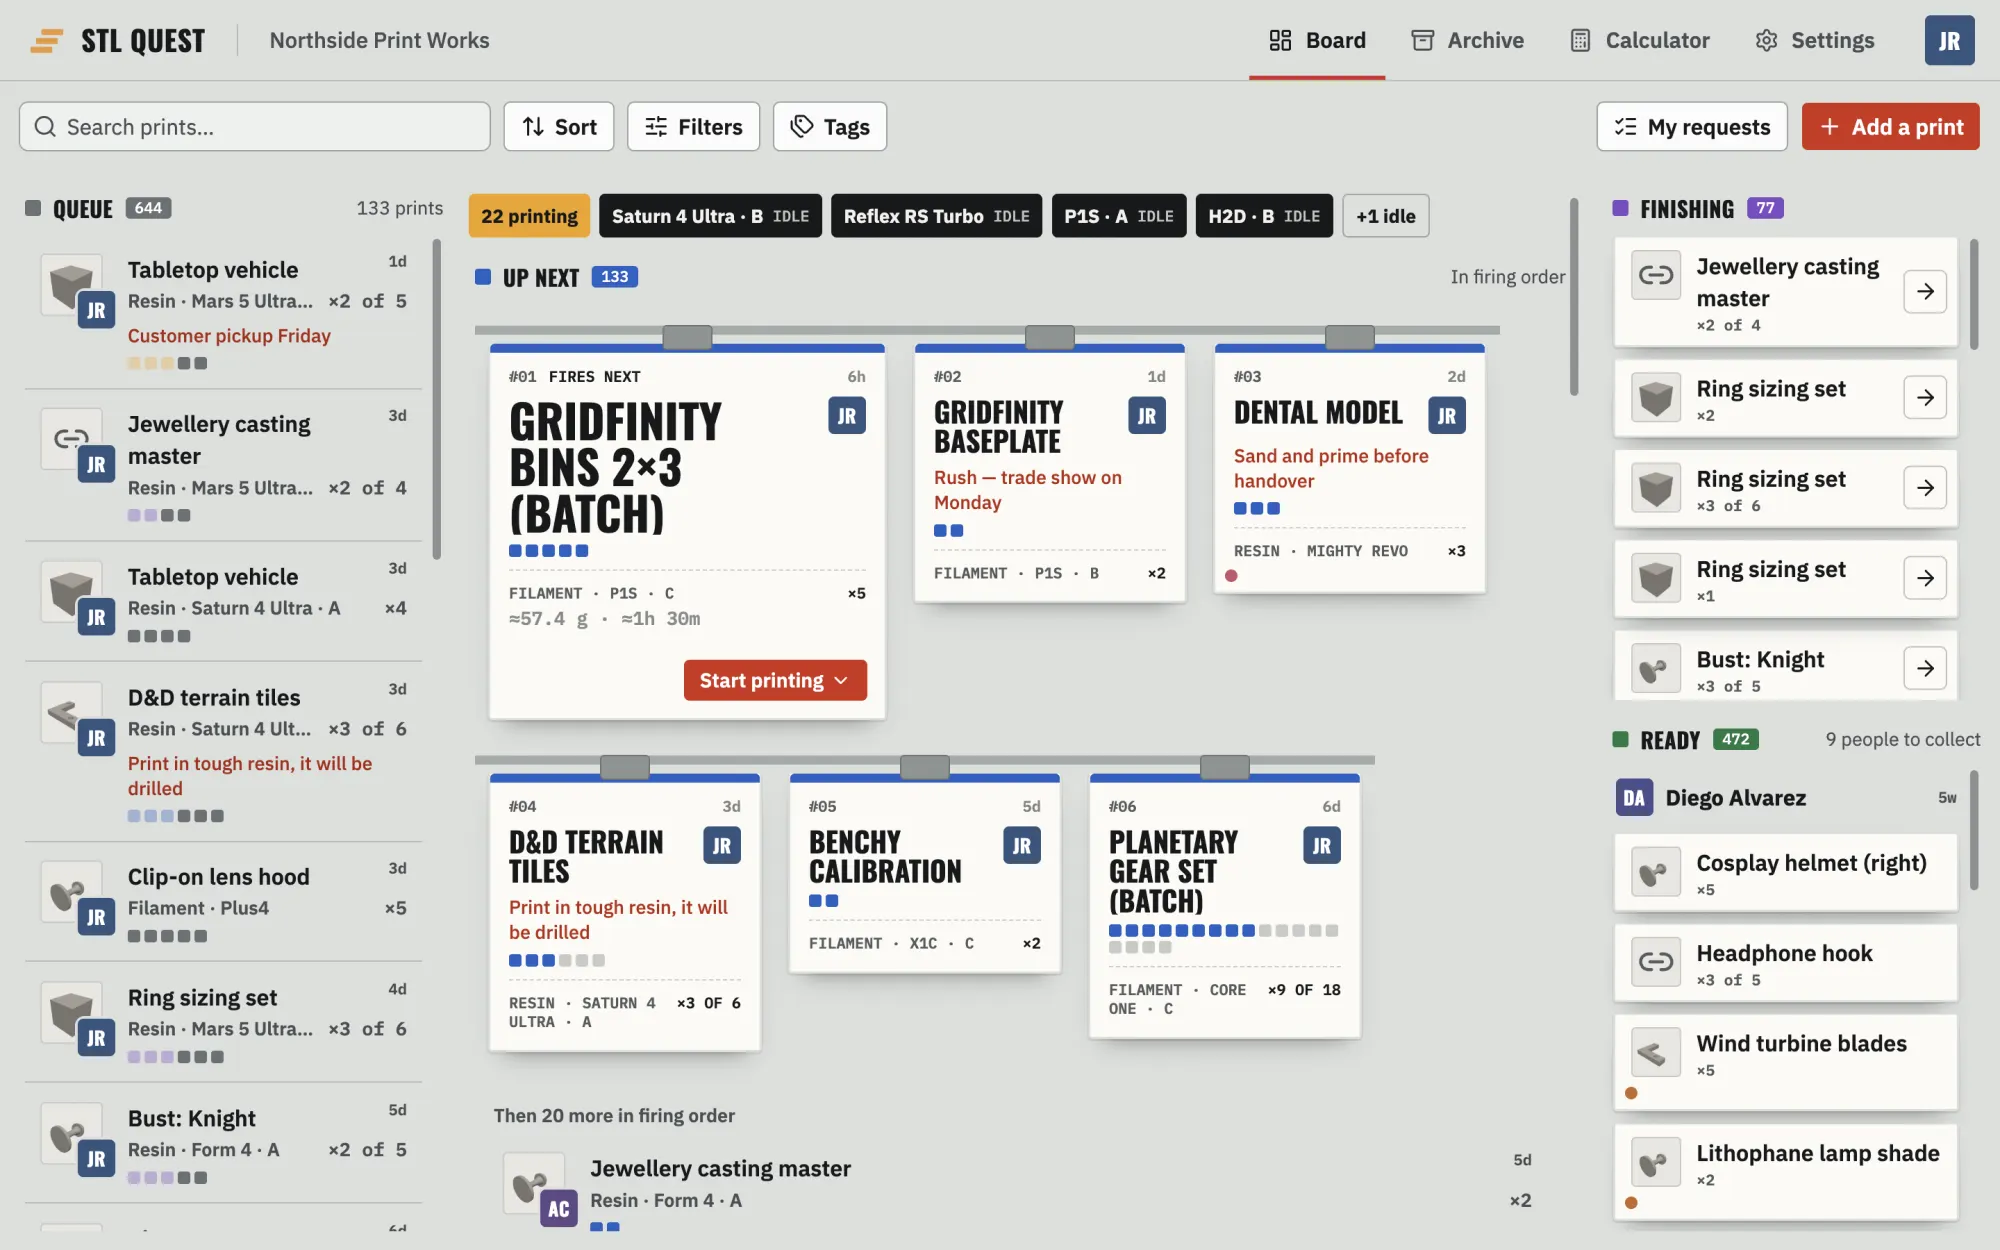 STL QUEST
Northside Print Works
Board
Archive
Calculator
Settings
JR
Search prints...
Sort
Filters
Tags
My requests
+ Add a print
QUEUE 644
133 prints
Tabletop vehicle 1d
Resin · Mars 5 Ultra... ×2 of 5
JR
Customer pickup Friday
Jewellery casting master 3d
Resin · Mars 5 Ultra... ×2 of 4
JR
Tabletop vehicle 3d
Resin · Saturn 4 Ultra · A ×4
JR
D&D terrain tiles 3d
Resin · Saturn 4 Ult... ×3 of 6
JR
Print in tough resin, it will be
drilled
Clip-on lens hood 3d
Filament · Plus4 ×5
JR
Ring sizing set 4d
Resin · Mars 5 Ultra... ×3 of 6
JR
Bust: Knight 5d
Resin · Form 4 · A ×2 of 5
JR
6d
22 printing
Saturn 4 Ultra · B IDLE
Reflex RS Turbo IDLE
P1S · A IDLE
H2D · B IDLE
+1 idle
UP NEXT 133
In firing order
#01 FIRES NEXT 6h
GRIDFINITY
BINS 2×3
(BATCH)
JR
FILAMENT · P1S · C ×5
≈57.4 g · ≈1h 30m
Start printing
#02 1d
GRIDFINITY
BASEPLATE
JR
Rush — trade show on
Monday
FILAMENT · P1S · B ×2
#03 2d
DENTAL MODEL
JR
Sand and prime before
handover
RESIN · MIGHTY REVO ×3
#04 3d
D&D TERRAIN
TILES
JR
Print in tough resin, it will
be drilled
RESIN · SATURN 4 ×3 OF 6
ULTRA · A
#05 5d
BENCHY
CALIBRATION
JR
FILAMENT · X1C · C ×2
#06 6d
PLANETARY
GEAR SET
(BATCH)
JR
FILAMENT · CORE ×9 OF 18
ONE · C
Then 20 more in firing order
Jewellery casting master 5d
Resin · Form 4 · A ×2
AC
FINISHING 77
Jewellery casting
master
×2 of 4
Ring sizing set
×2
Ring sizing set
×3 of 6
Ring sizing set
×1
Bust: Knight
×3 of 5
READY 472
9 people to collect
DA Diego Alvarez 5w
Cosplay helmet (right)
×5
Headphone hook
×3 of 5
Wind turbine blades
×5
Lithophane lamp shade
×2